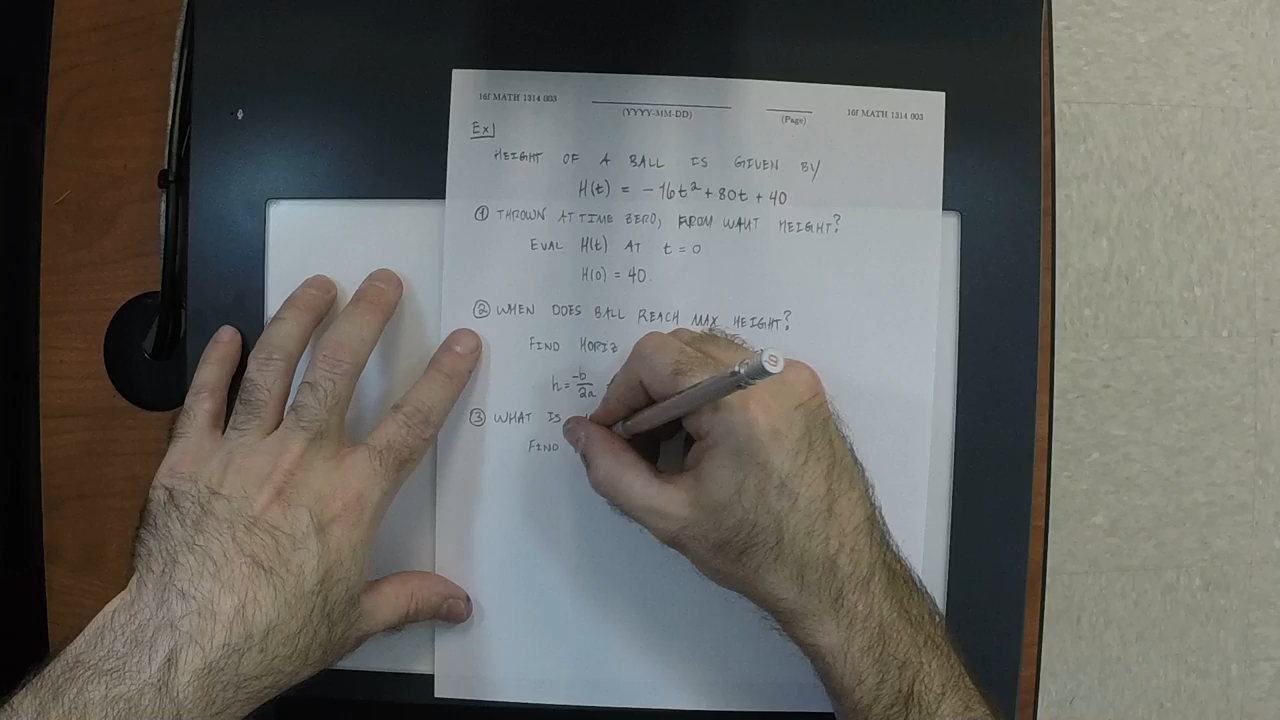 16f MATH 1314 003 (YYYY-MM-DD) (Page) 16f MATH 1314 003
Ex1
HEIGHT OF A BALL IS GIVEN BY
H(t) = -16t² + 80t + 40
① THROWN AT TIME ZERO, FROM WHAT HEIGHT?
EVAL H(t) AT t = 0
H(0) = 40
② WHEN DOES BALL REACH MAX HEIGHT?
FIND HORIZ
h = -b/2a
③ WHAT IS
FIND